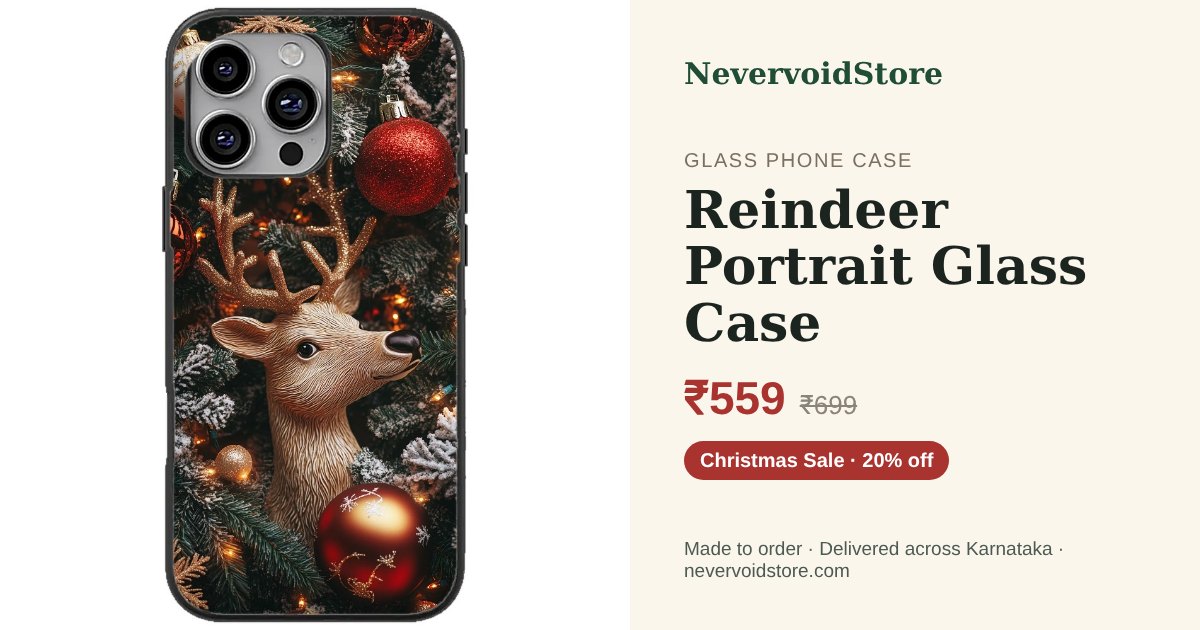 NevervoidStore
GLASS PHONE CASE
Reindeer
Portrait Glass
Case
₹559 ₹699
Christmas Sale · 20% off
Made to order · Delivered across Karnataka ·
nevervoidstore.com